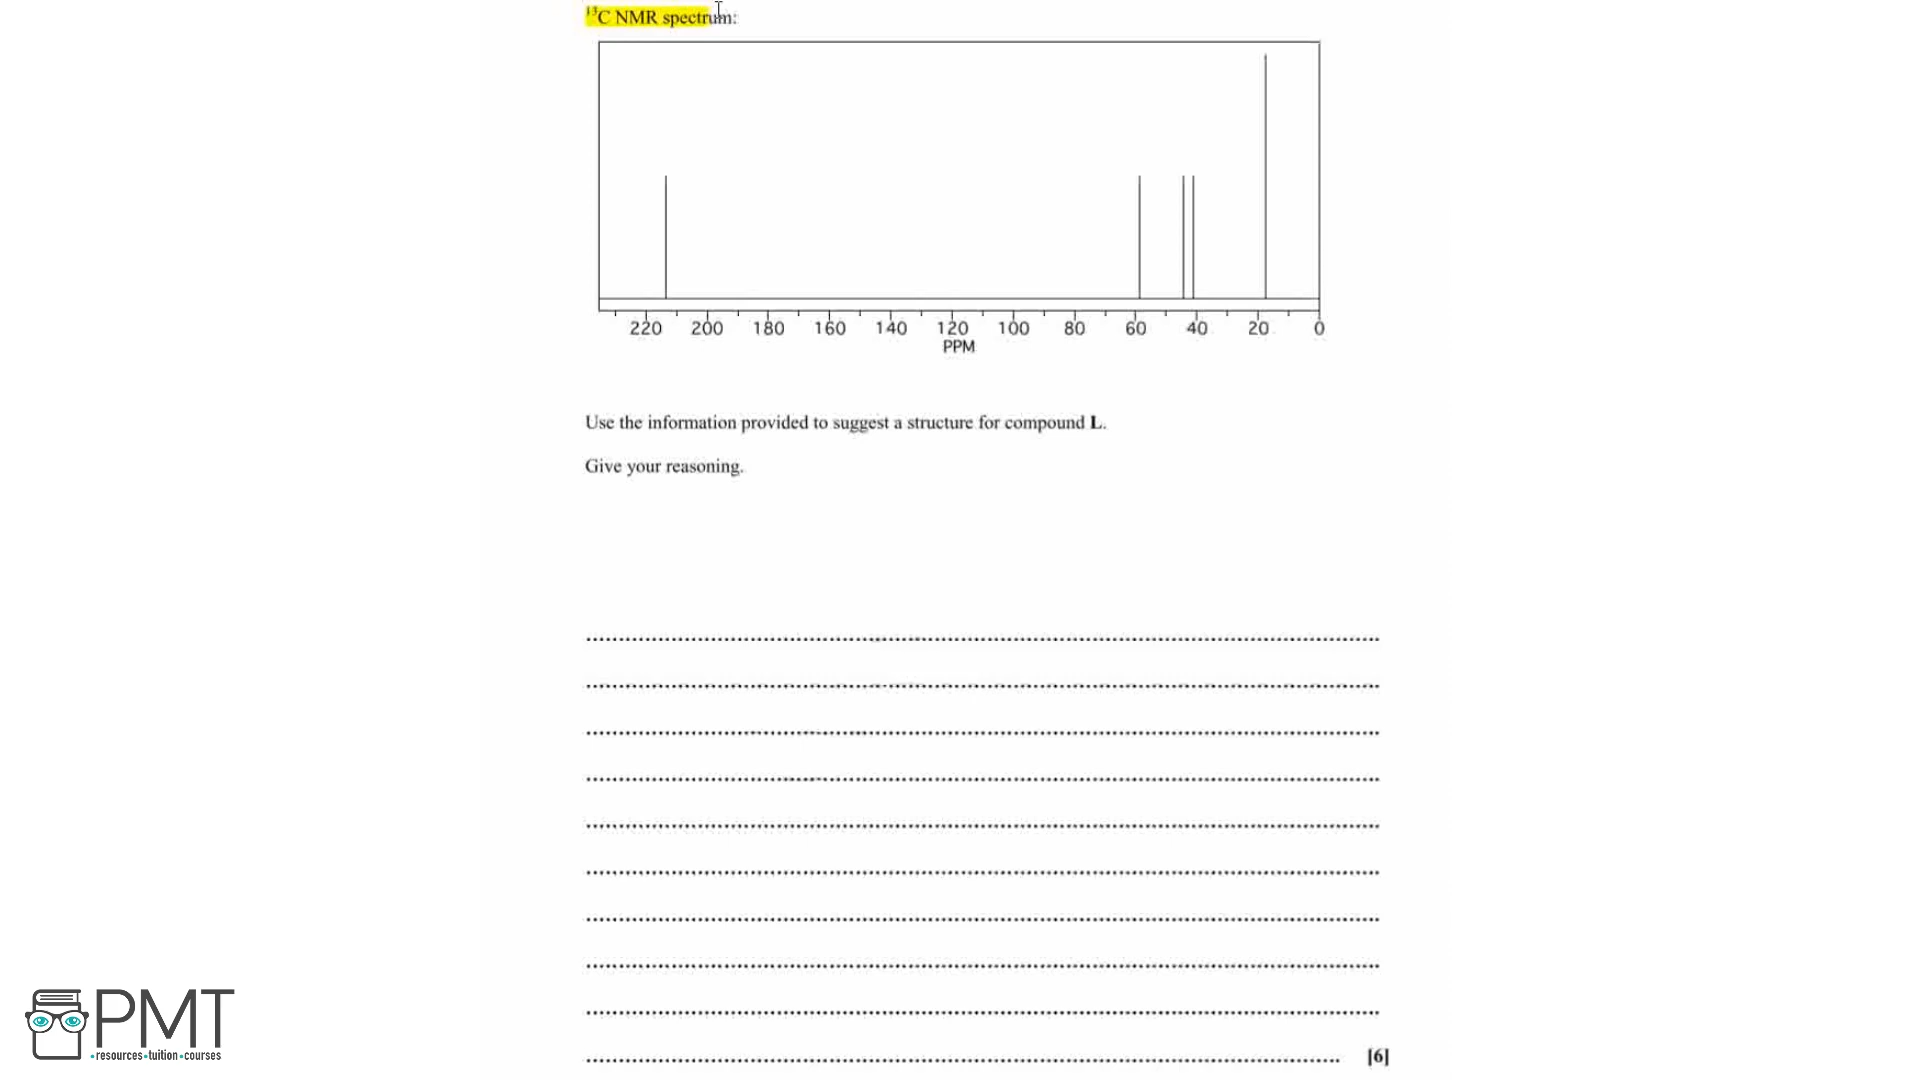 ¹³C NMR spectrum:
220 200 180 160 140 120 100 80 60 40 20 0
PPM
Use the information provided to suggest a structure for compound L.
Give your reasoning.
[6]
PMT
resources•tuition•courses